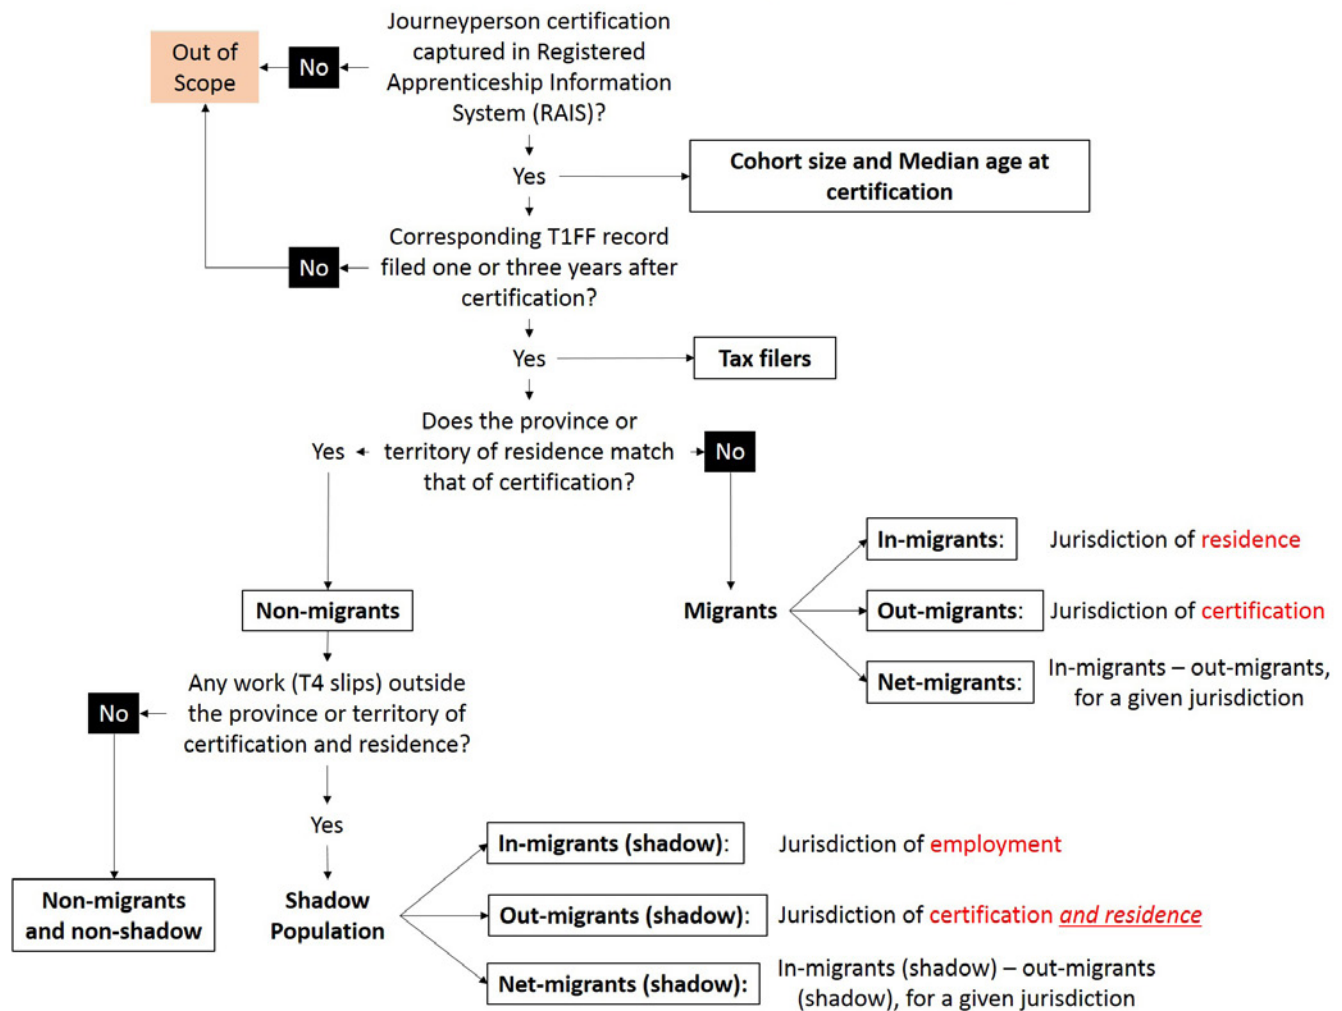 Journeyperson certification
captured in Registered
Apprenticeship Information
System (RAIS)?
Out of
Scope
No
Yes
Cohort size and Median age at
certification
Corresponding T1FF record
filed one or three years after
certification?
No
Yes
Tax filers
Does the province or
territory of residence match
that of certification?
Yes
No
Non-migrants
Migrants
In-migrants: Jurisdiction of residence
Out-migrants: Jurisdiction of certification
Net-migrants: In-migrants – out-migrants,
for a given jurisdiction
Any work (T4 slips) outside
the province or territory of
certification and residence?
No
Yes
Non-migrants
and non-shadow
Shadow
Population
In-migrants (shadow): Jurisdiction of employment
Out-migrants (shadow): Jurisdiction of certification and residence
Net-migrants (shadow): In-migrants (shadow) – out-migrants
(shadow), for a given jurisdiction